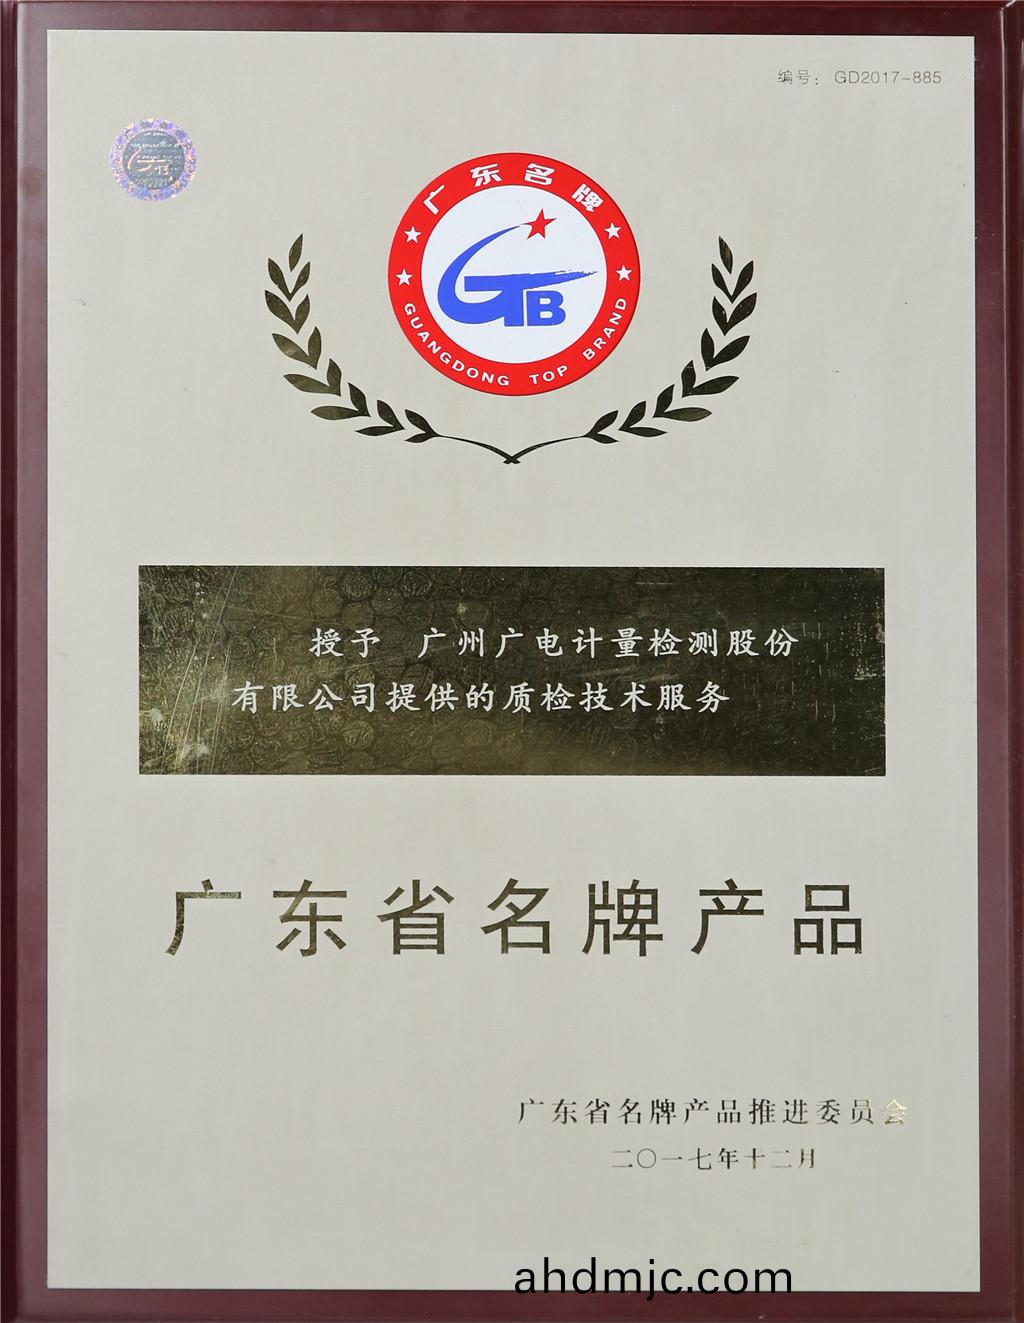 编号：GD2017-885
广东名牌
GTB
GUANGDONG TOP BRAND
授予 广州广电计量检测股份
有限公司提供的质检技术服务
广东省名牌产品
广东省名牌产品推进委员会
二〇一七年十二月
ahdmjc.com